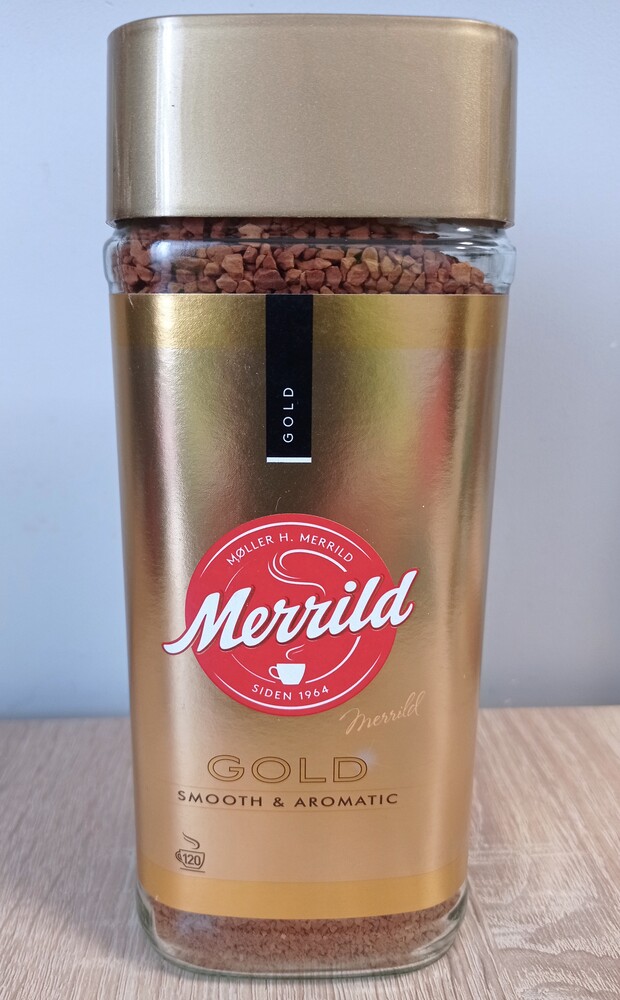 GOLD
MØLLER H. MERRILD
Merrild
SIDEN 1964
Merrild
GOLD
SMOOTH & AROMATIC
120